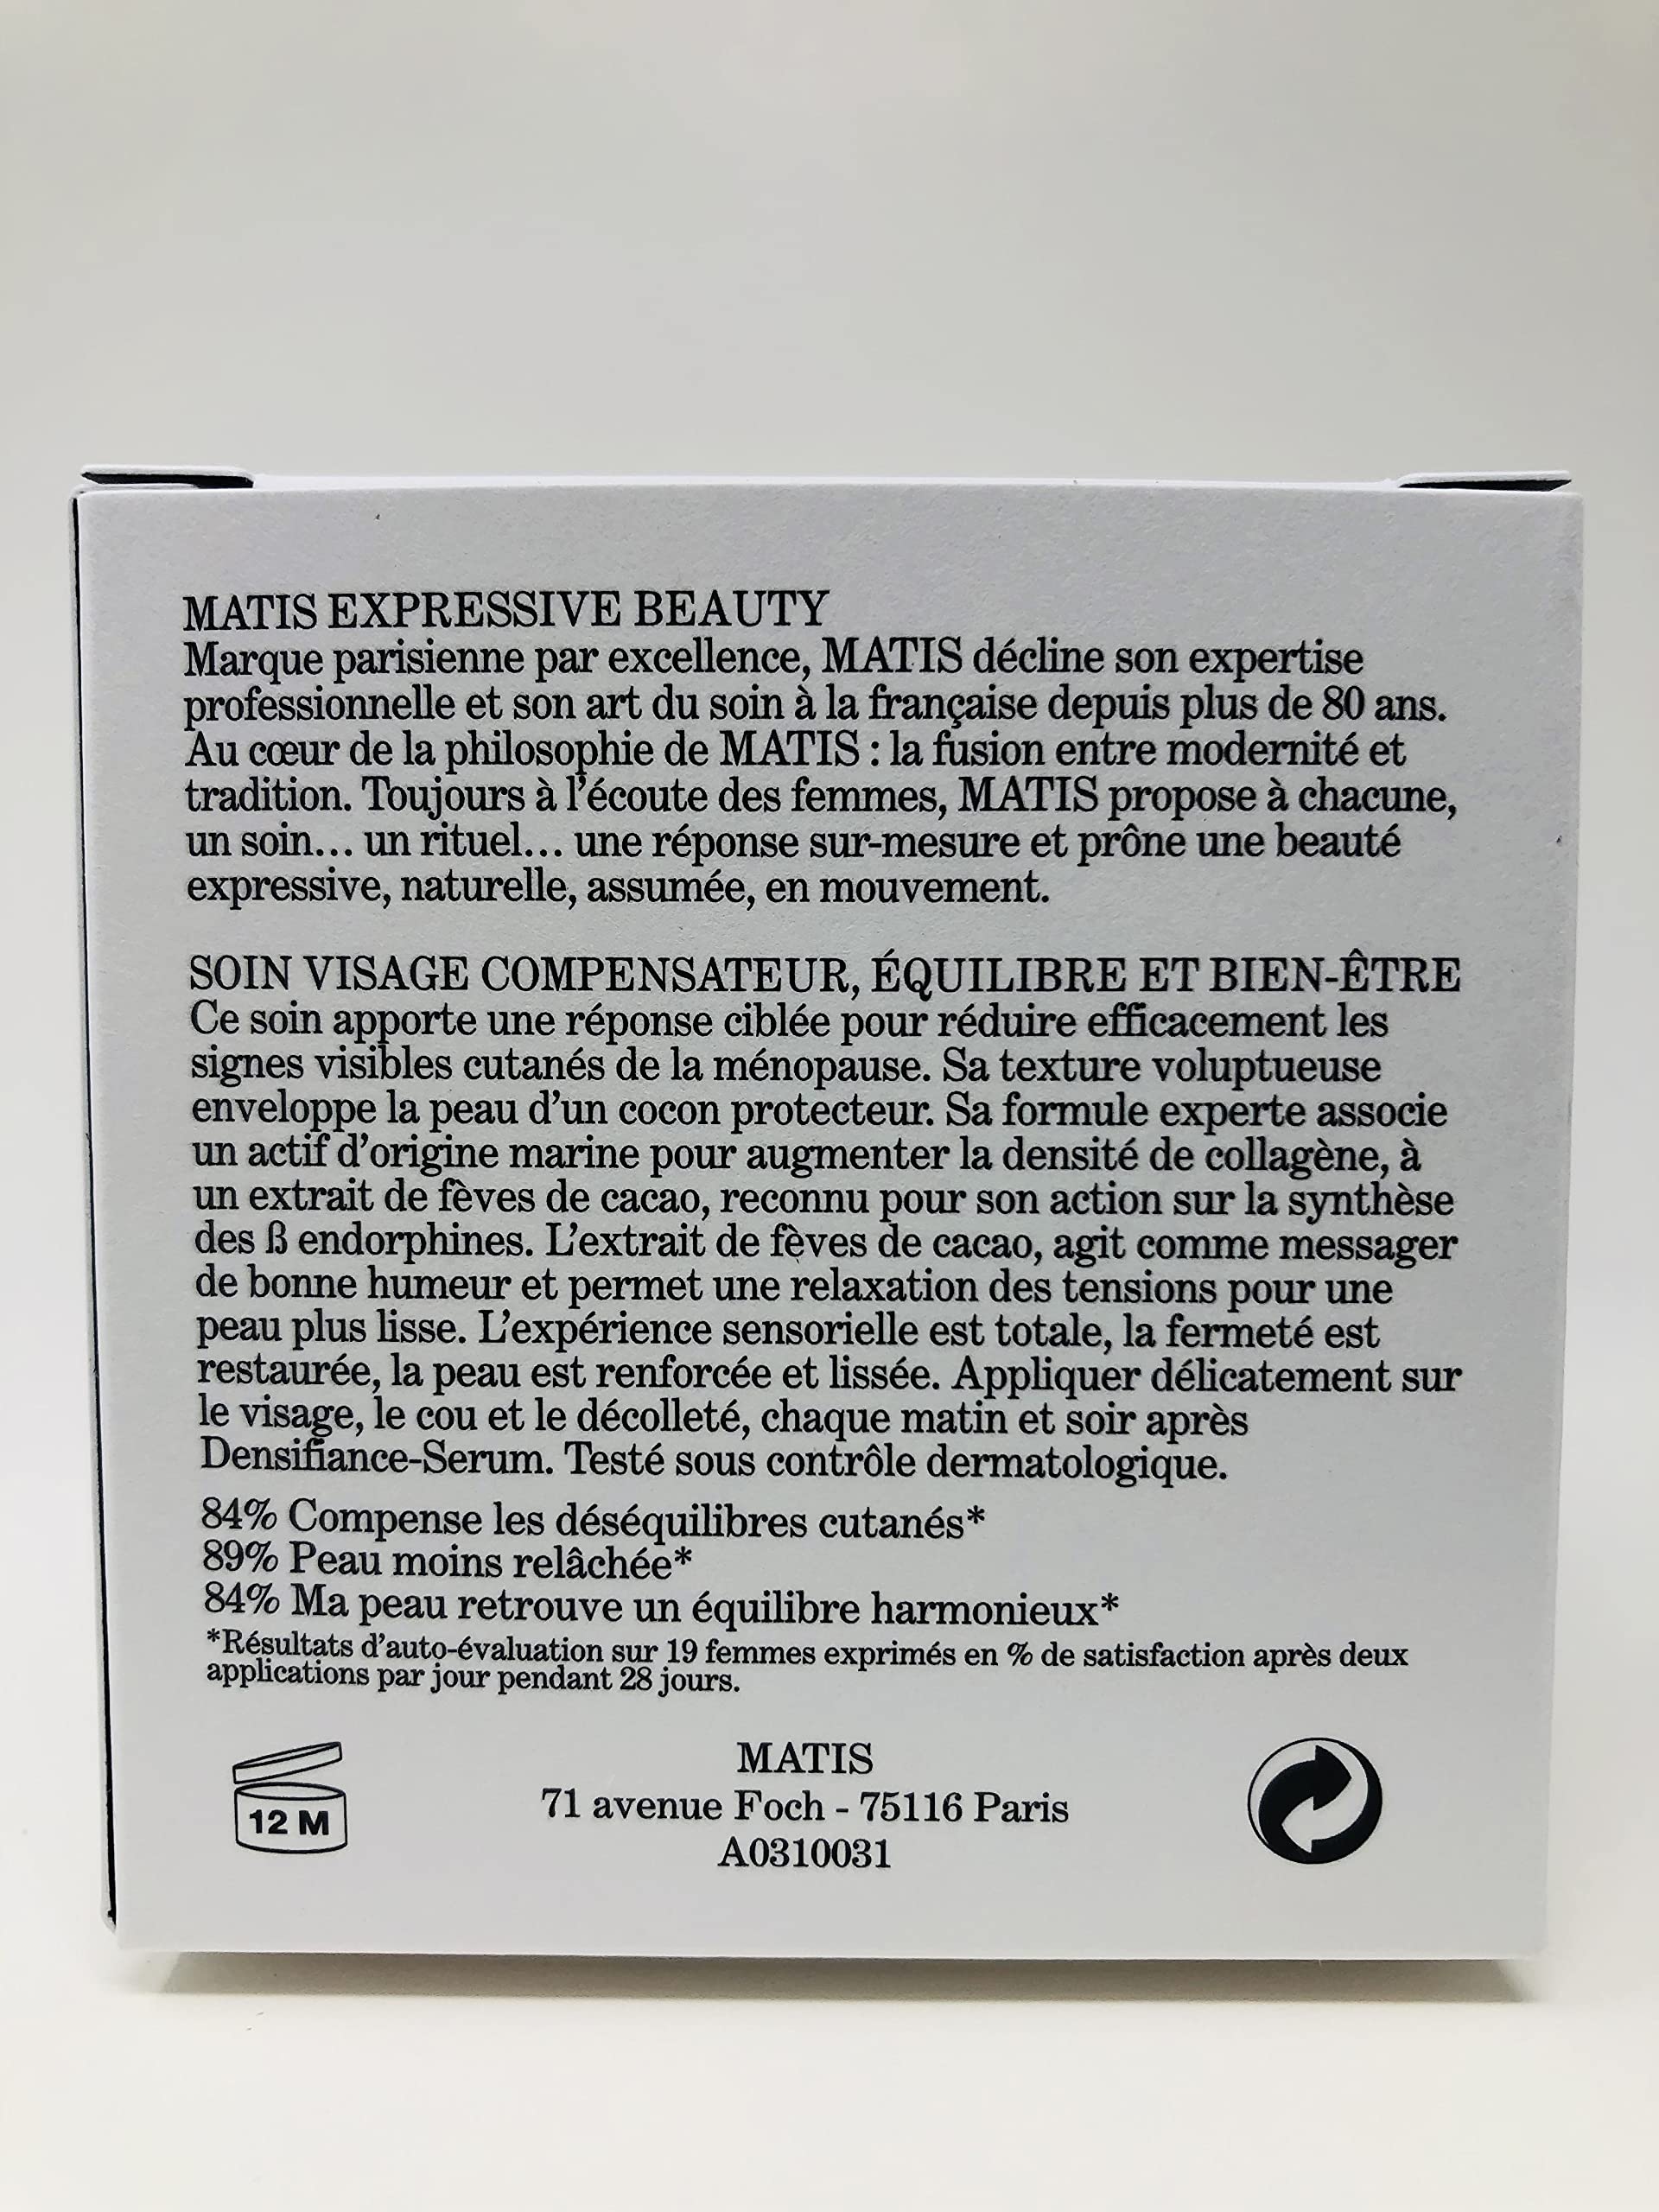 MATIS EXPRESSIVE BEAUTY
Marque parisienne par excellence, MATIS décline son expertise
professionnelle et son art du soin à la française depuis plus de 80 ans.
Au cœur de la philosophie de MATIS : la fusion entre modernité et
tradition. Toujours à l'écoute des femmes, MATIS propose à chacune,
un soin... un rituel... une réponse sur-mesure et prône une beauté
expressive, naturelle, assumée, en mouvement.
SOIN VISAGE COMPENSATEUR, ÉQUILIBRE ET BIEN-ÊTRE
Ce soin apporte une réponse ciblée pour réduire efficacement les
signes visibles cutanés de la ménopause. Sa texture voluptueuse
enveloppe la peau d'un cocon protecteur. Sa formule experte associe
un actif d'origine marine pour augmenter la densité de collagène, à
un extrait de fèves de cacao, reconnu pour son action sur la synthèse
des ß endorphines. L'extrait de fèves de cacao, agit comme messager
de bonne humeur et permet une relaxation des tensions pour une
peau plus lisse. L'expérience sensorielle est totale, la fermeté est
restaurée, la peau est renforcée et lissée. Appliquer délicatement sur
le visage, le cou et le décolleté, chaque matin et soir après
Densifiance-Serum. Testé sous contrôle dermatologique.
84% Compense les déséquilibres cutanés*
89% Peau moins relâchée*
84% Ma peau retrouve un équilibre harmonieux*
*Résultats d'auto-évaluation sur 19 femmes exprimés en % de satisfaction après deux
applications par jour pendant 28 jours.
12 M
MATIS
71 avenue Foch - 75116 Paris
A0310031